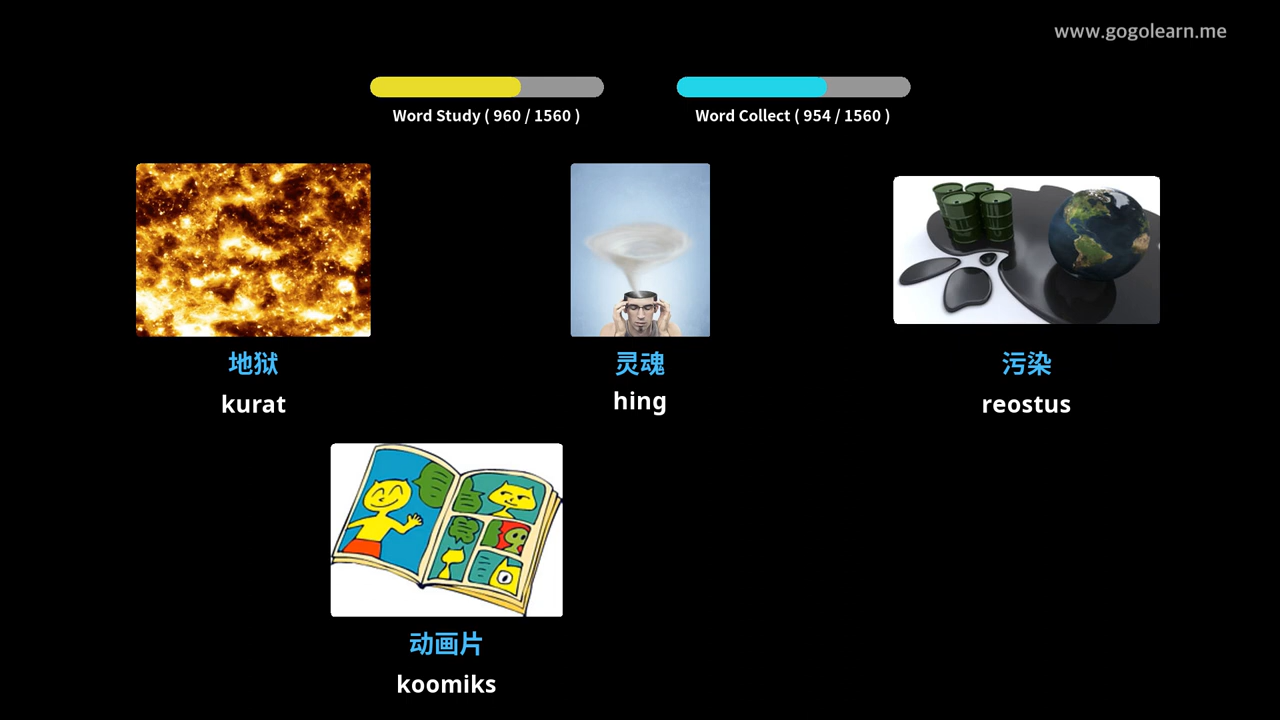 www.gogolearn.me
Word Study ( 960 / 1560 )
Word Collect ( 954 / 1560 )
地狱
kurat
灵魂
hing
污染
reostus
动画片
koomiks